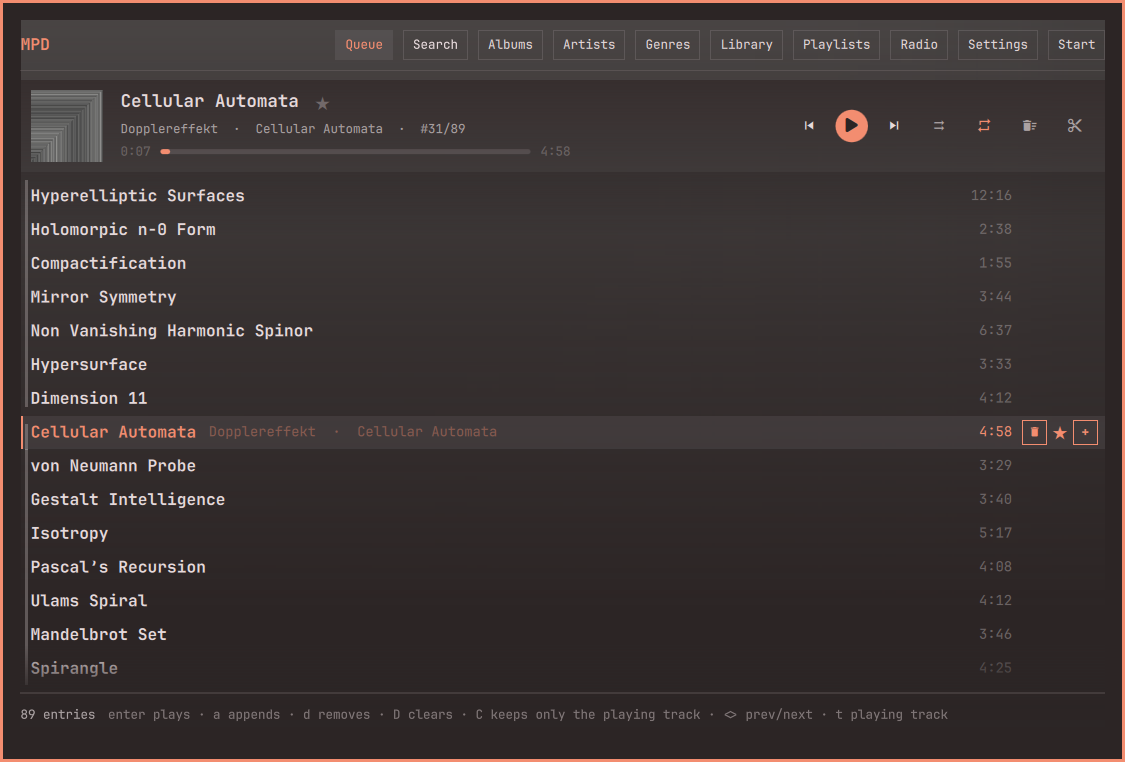 MPD Queue Search Albums Artists Genres Library Playlists Radio Settings Start
Cellular Automata ★
Dopplereffekt · Cellular Automata · #31/89
0:07 4:58
Hyperelliptic Surfaces 12:16
Holomorpic n-0 Form 2:38
Compactification 1:55
Mirror Symmetry 3:44
Non Vanishing Harmonic Spinor 6:37
Hypersurface 3:33
Dimension 11 4:12
Cellular Automata Dopplereffekt · Cellular Automata 4:58 ★ +
von Neumann Probe 3:29
Gestalt Intelligence 3:40
Isotropy 5:17
Pascal’s Recursion 4:08
Ulams Spiral 4:12
Mandelbrot Set 3:46
Spirangle 4:25
89 entries enter plays · a appends · d removes · D clears · C keeps only the playing track · <> prev/next · t playing track